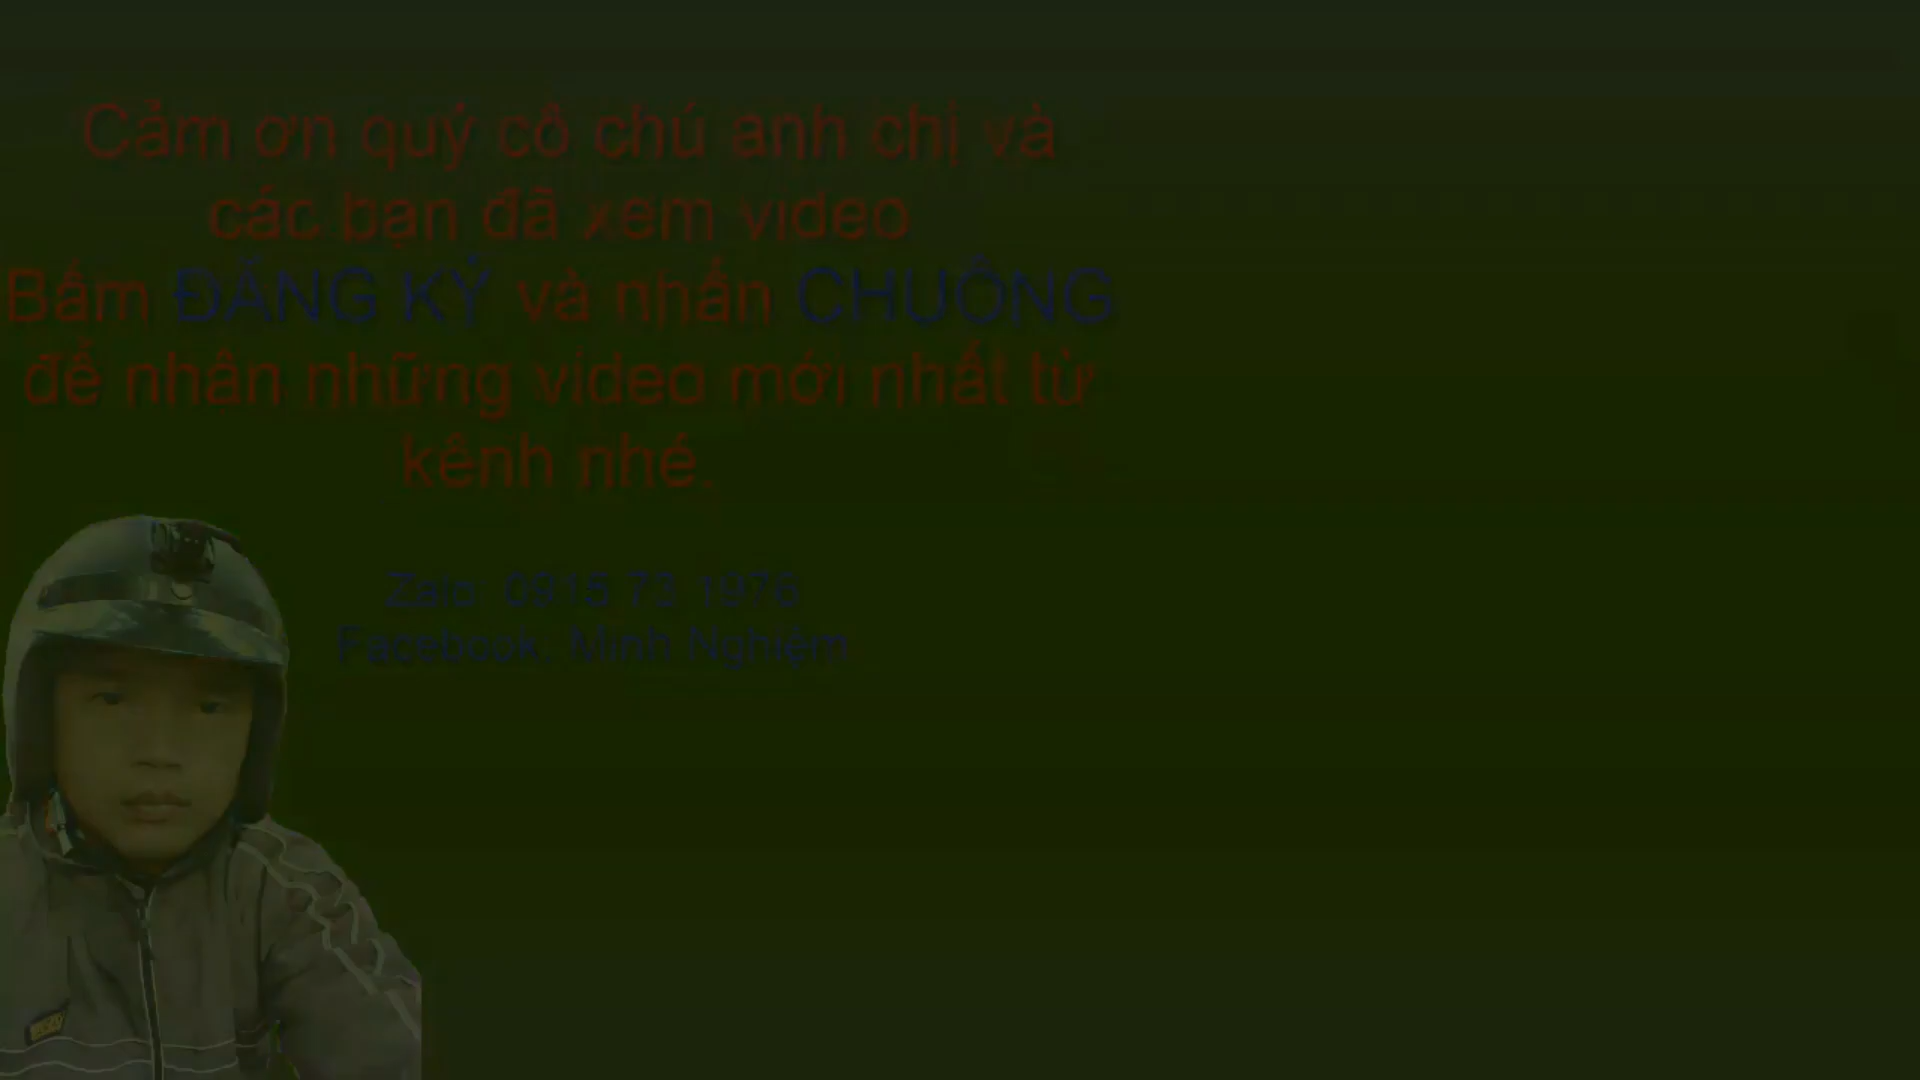 Cảm ơn quý cô chú anh chị và
các bạn đã xem video
Bấm ĐĂNG KÝ và nhấn CHUÔNG
để nhân những video mới nhất từ
kênh nhé.
Zalo: 0915 73 1976
Facebook: Minh Nghiệm